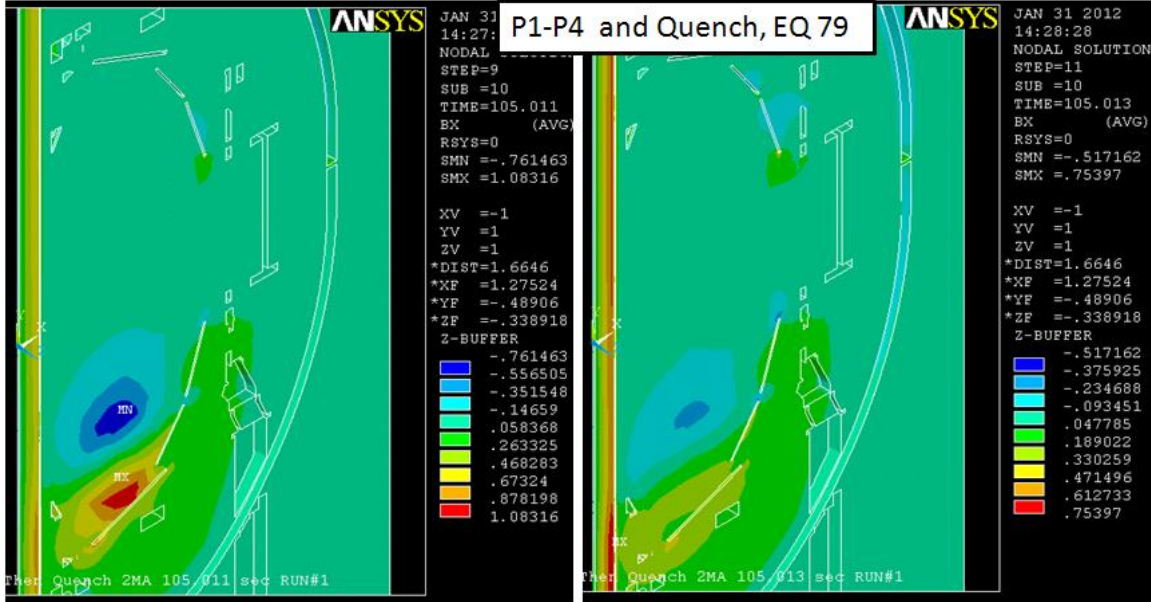 P1-P4 and Quench, EQ 79
ANSYS
JAN 31
14:27:
NODAL
STEP=9
SUB =10
TIME=105.011
BX (AVG)
RSYS=0
SMN =-.761463
SMX =1.08316
XV =-1
YV =1
ZV =1
*DIST=1.6646
*XF =1.27524
*YF =-.48906
*ZF =-.338918
Z-BUFFER
-.761463
-.556505
-.351548
-.14659
.058368
.263325
.468283
.67324
.878198
1.08316
Y
X
MN
MX
Then Quench 2MA 105.011 sec RUN#1
ANSYS
JAN 31 2012
14:28:28
NODAL SOLUTION
STEP=11
SUB =10
TIME=105.013
BX (AVG)
RSYS=0
SMN =-.517162
SMX =.75397
XV =-1
YV =1
ZV =1
*DIST=1.6646
*XF =1.27524
*YF =-.48906
*ZF =-.338918
Z-BUFFER
-.517162
-.375925
-.234688
-.093451
.047785
.189022
.330259
.471496
.612733
.75397
X
MX
Then Quench 2MA 105.013 sec RUN#1